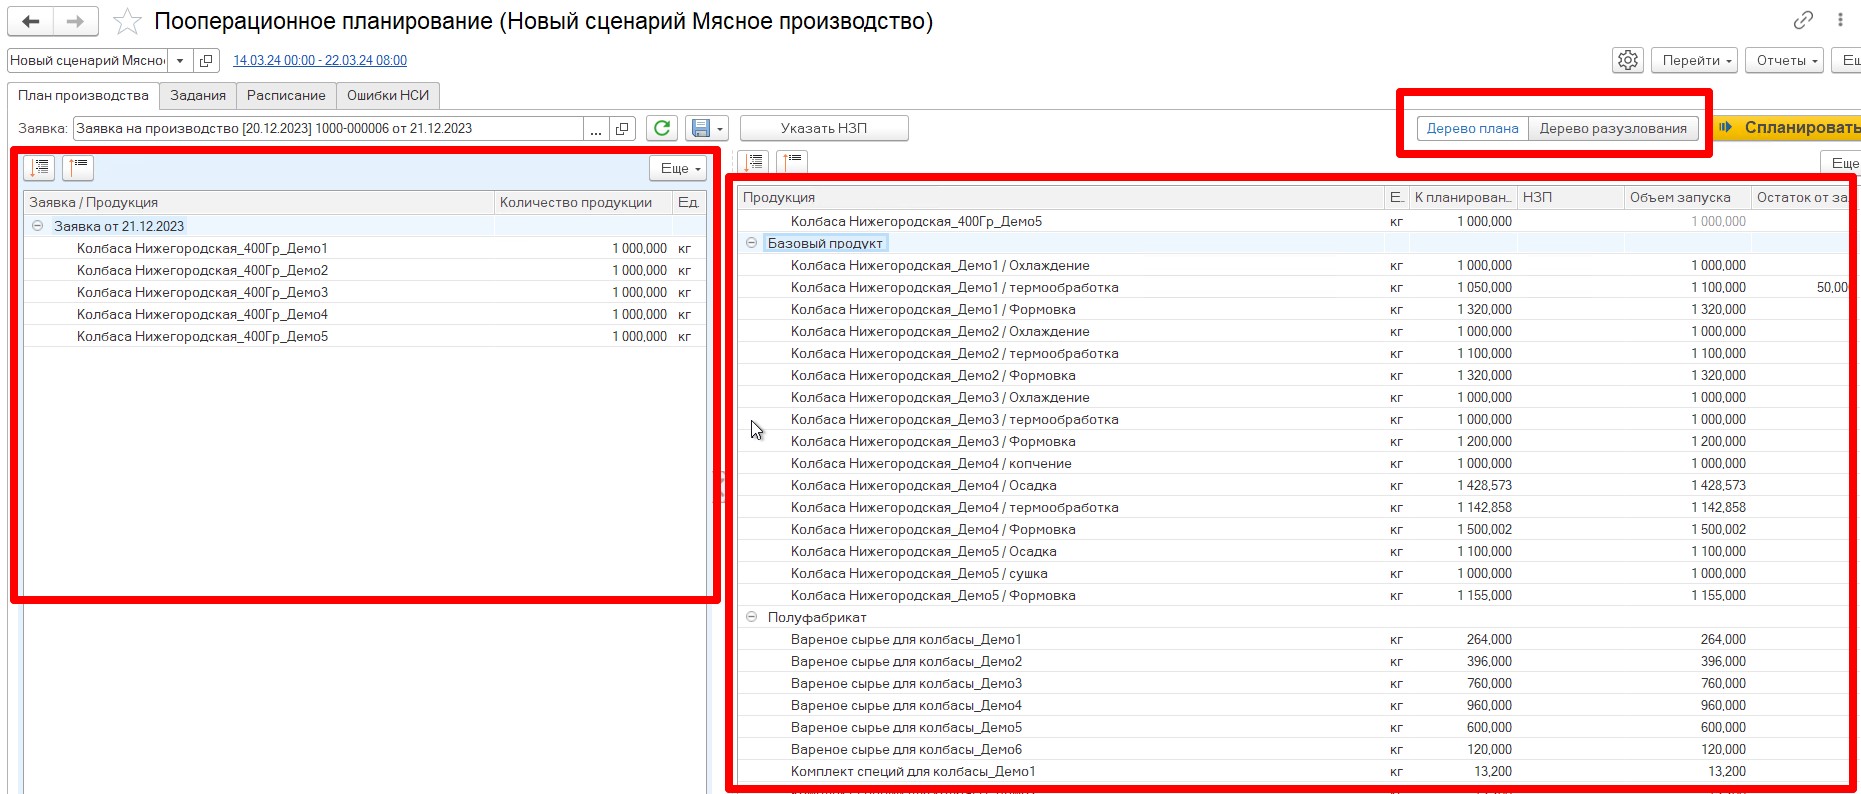 Пооперационное планирование (Новый сценарий Мясное производство)
Новый сценарий Мясно 14.03.24 00:00 - 22.03.24 08:00 Перейти Отчеты Ещ
План производства Задания Расписание Ошибки НСИ
Заявка: Заявка на производство [20.12.2023] 1000-000006 от 21.12.2023 ... Указать НЗП Дерево плана Дерево разузлования Спланировать
Еще
Заявка / Продукция Количество продукции Ед.
Заявка от 21.12.2023
Колбаса Нижегородская_400Гр_Демо1 1 000,000 кг
Колбаса Нижегородская_400Гр_Демо2 1 000,000 кг
Колбаса Нижегородская_400Гр_Демо3 1 000,000 кг
Колбаса Нижегородская_400Гр_Демо4 1 000,000 кг
Колбаса Нижегородская_400Гр_Демо5 1 000,000 кг
Еще
Продукция Е.. К планирован... НЗП Объем запуска Остаток от за
Колбаса Нижегородская_400Гр_Демо5 кг 1 000,000 1 000,000
Базовый продукт
Колбаса Нижегородская_Демо1 / Охлаждение кг 1 000,000 1 000,000
Колбаса Нижегородская_Демо1 / термообработка кг 1 050,000 1 100,000 50,00
Колбаса Нижегородская_Демо1 / Формовка кг 1 320,000 1 320,000
Колбаса Нижегородская_Демо2 / Охлаждение кг 1 000,000 1 000,000
Колбаса Нижегородская_Демо2 / термообработка кг 1 100,000 1 100,000
Колбаса Нижегородская_Демо2 / Формовка кг 1 320,000 1 320,000
Колбаса Нижегородская_Демо3 / Охлаждение кг 1 000,000 1 000,000
Колбаса Нижегородская_Демо3 / термообработка кг 1 000,000 1 000,000
Колбаса Нижегородская_Демо3 / Формовка кг 1 200,000 1 200,000
Колбаса Нижегородская_Демо4 / копчение кг 1 000,000 1 000,000
Колбаса Нижегородская_Демо4 / Осадка кг 1 428,573 1 428,573
Колбаса Нижегородская_Демо4 / термообработка кг 1 142,858 1 142,858
Колбаса Нижегородская_Демо4 / Формовка кг 1 500,002 1 500,002
Колбаса Нижегородская_Демо5 / Осадка кг 1 100,000 1 100,000
Колбаса Нижегородская_Демо5 / сушка кг 1 000,000 1 000,000
Колбаса Нижегородская_Демо5 / Формовка кг 1 155,000 1 155,000
Полуфабрикат
Вареное сырье для колбасы_Демо1 кг 264,000 264,000
Вареное сырье для колбасы_Демо2 кг 396,000 396,000
Вареное сырье для колбасы_Демо3 кг 760,000 760,000
Вареное сырье для колбасы_Демо4 кг 960,000 960,000
Вареное сырье для колбасы_Демо5 кг 600,000 600,000
Вареное сырье для колбасы_Демо6 кг 120,000 120,000
Комплект специй для колбасы_Демо1 кг 13,200 13,200